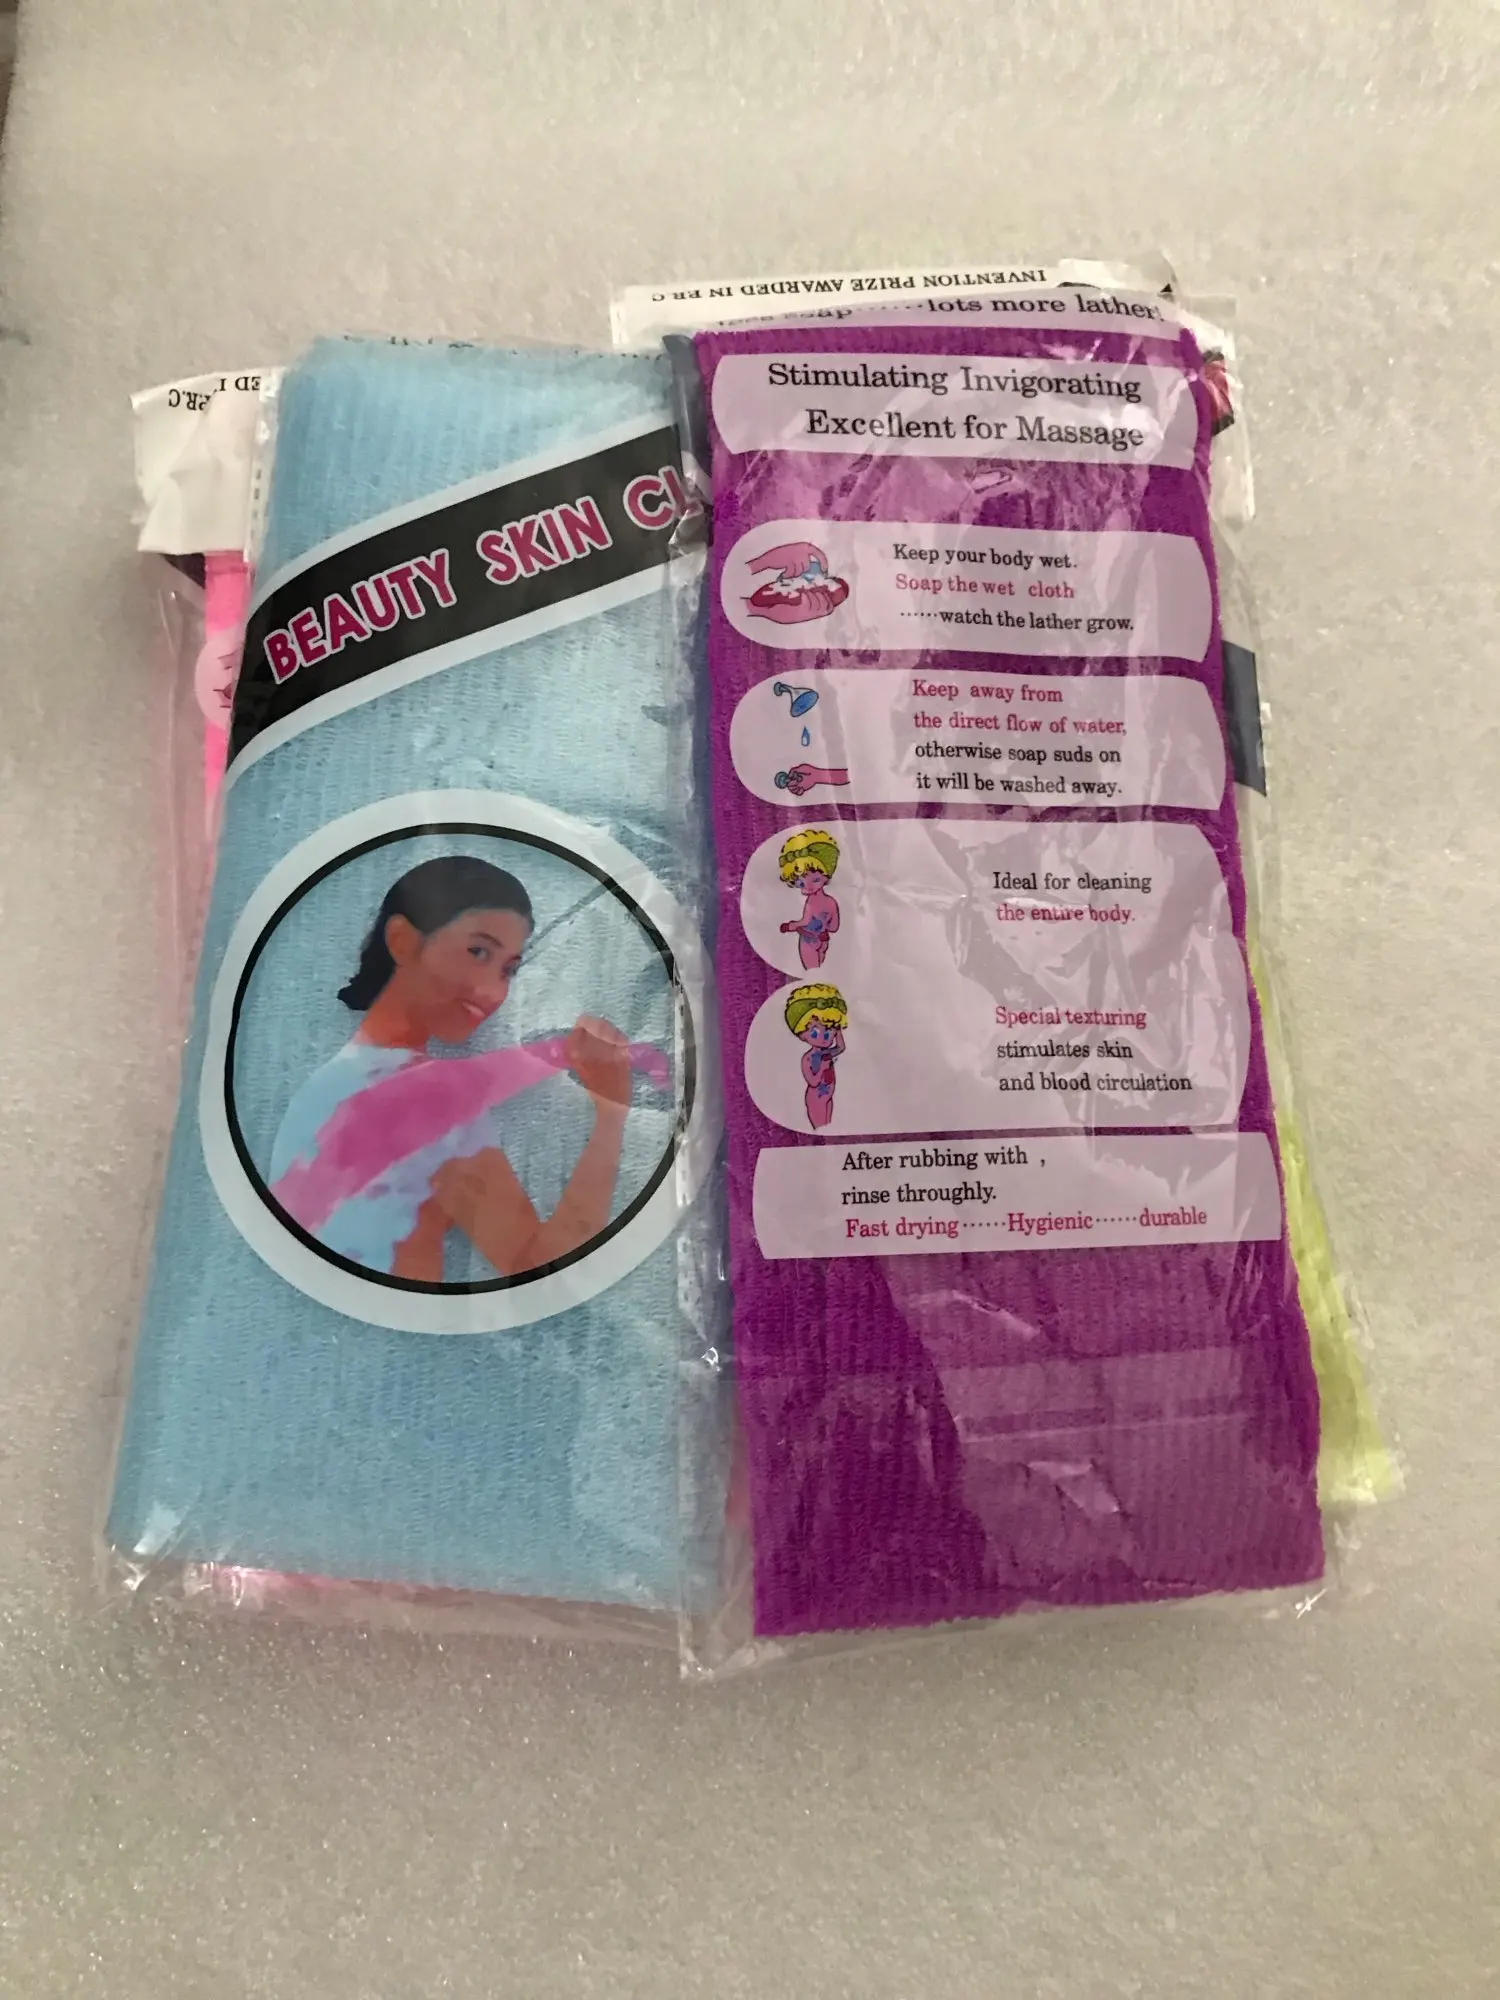 INVENTION PRIZE AWARDED IN P.R.C
lots more lather!
ED I
P.R.C
BEAUTY SKIN CL
Stimulating Invigorating
Excellent for Massage
Keep your body wet.
Soap the wet cloth
······watch the lather grow.
Keep away from
the direct flow of water,
otherwise soap suds on
it will be washed away.
Ideal for cleaning
the entire body.
Special texturing
stimulates skin
and blood circulation
After rubbing with ,
rinse throughly.
Fast drying······Hygienic······durable